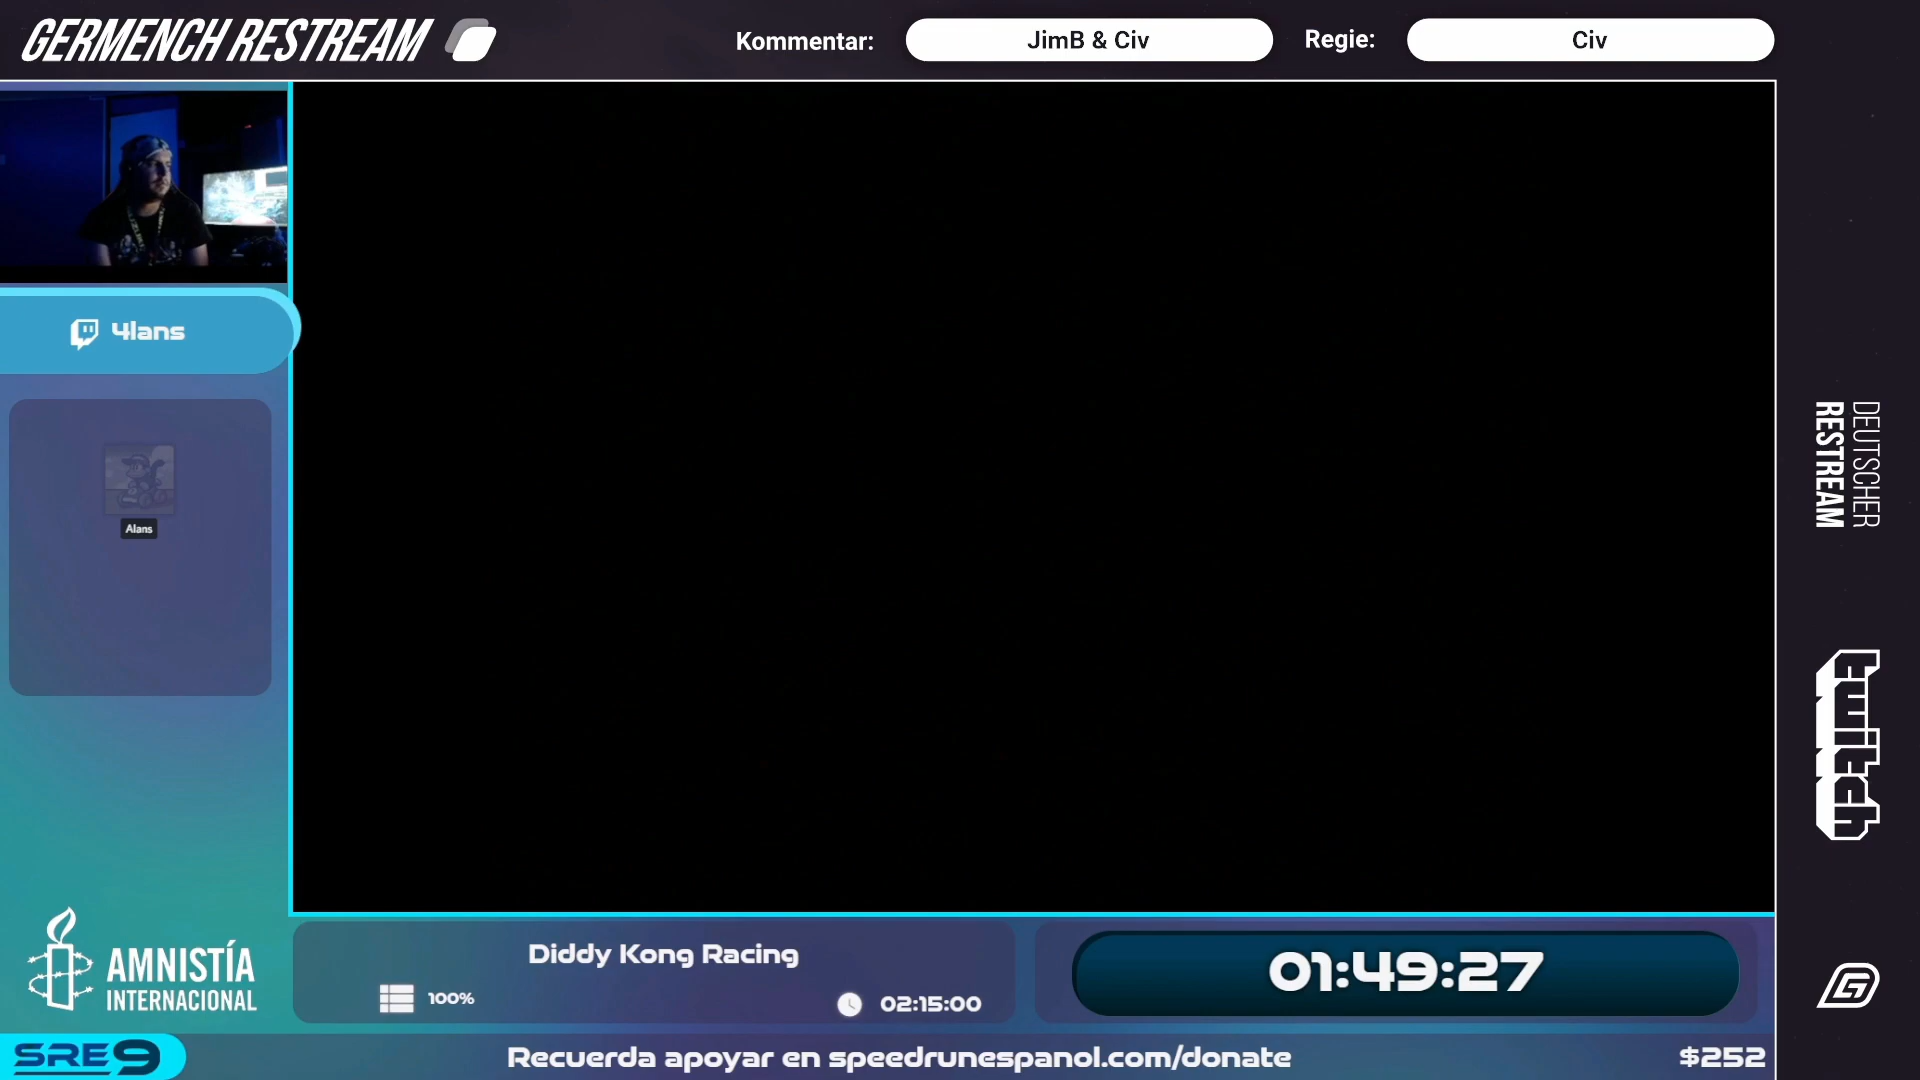 GERMENCH RESTREAM
Kommentar:
JimB & Civ
Regie:
Civ
4lans
Alans
DEUTSCHER
RESTREAM
twitch
AMNISTÍA
INTERNACIONAL
Diddy Kong Racing
100%
02:15:00
01:49:27
SRE9
Recuerda apoyar en speedrunespanol.com/donate
$252